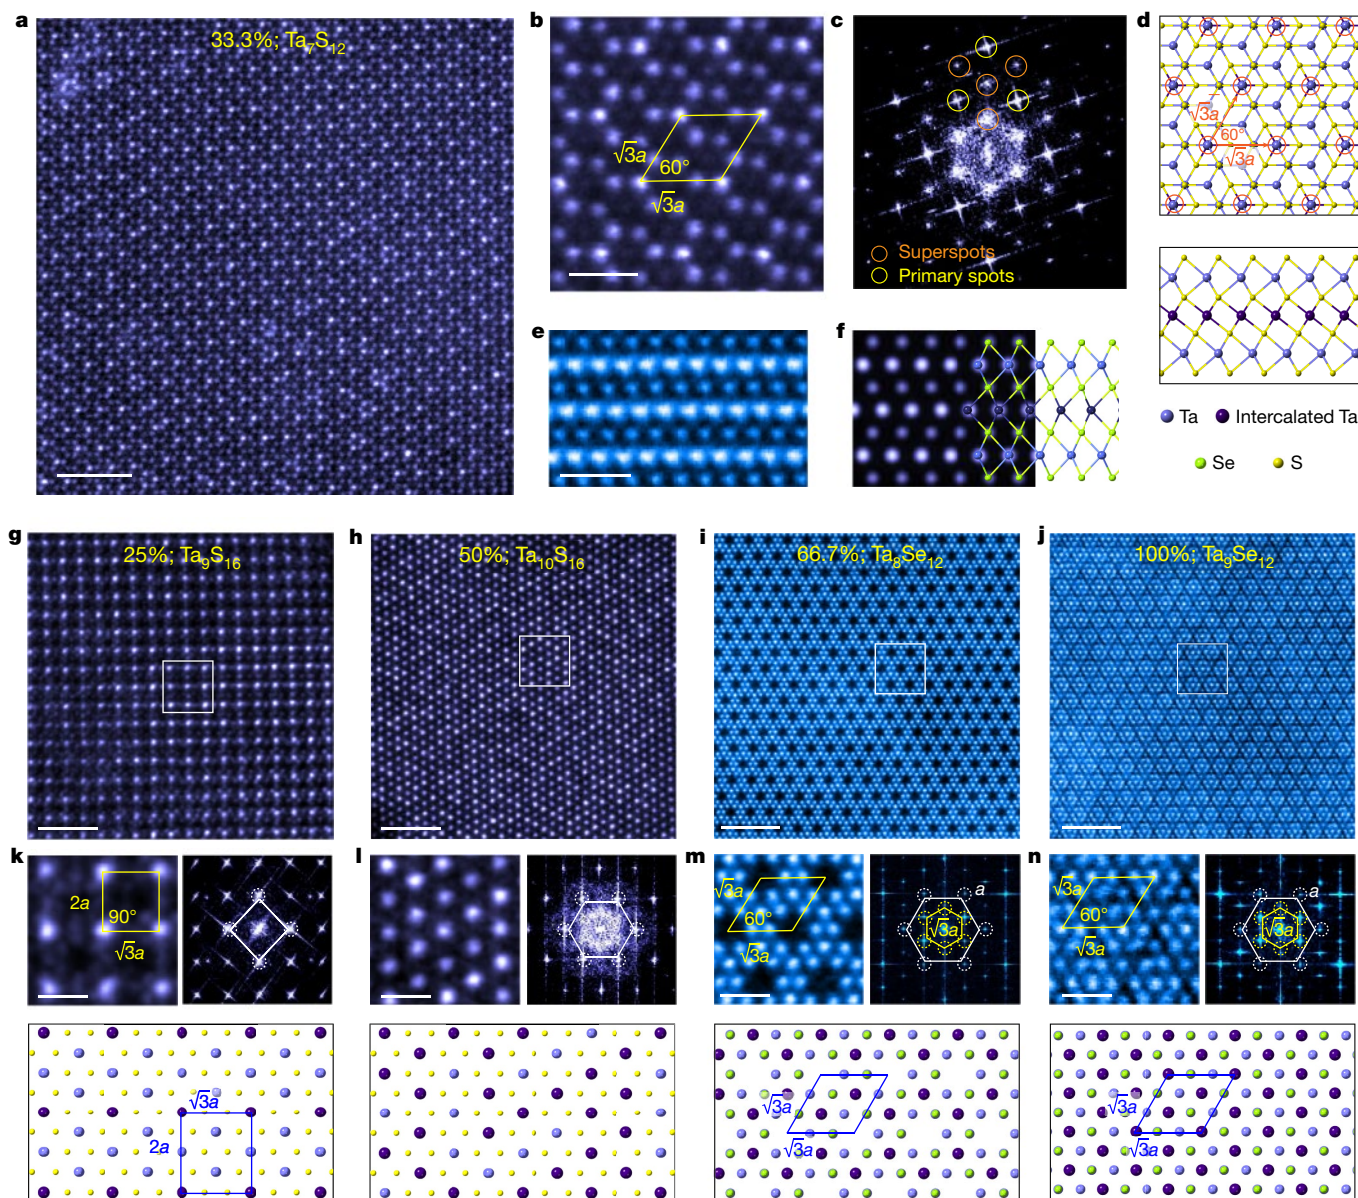 a
33.3%; Ta7S12
b
√3a
60°
√3a
c
Superspots
Primary spots
d
√3a
60°
√3a
e
f
Ta
Intercalated Ta
Se
S
g
25%; Ta9S16
h
50%; Ta10S16
i
66.7%; Ta8Se12
j
100%; Ta9Se12
k
2a
90°
√3a
l
m
√3a
60°
√3a
a
√3a
n
√3a
60°
√3a
a
√3a
√3a
2a
√3a
√3a
√3a
√3a